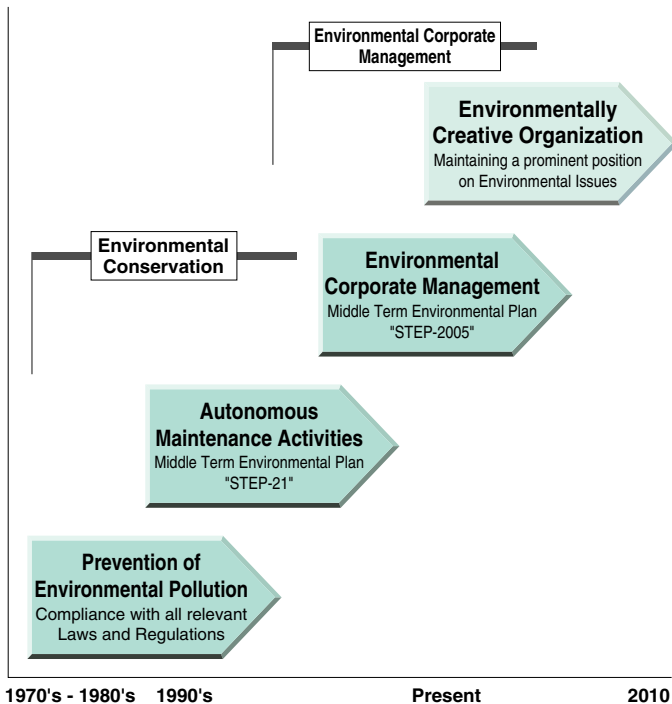 Environmental Corporate
Management
Environmentally
Creative Organization
Maintaining a prominent position
on Environmental Issues
Environmental
Conservation
Environmental
Corporate Management
Middle Term Environmental Plan
"STEP-2005"
Autonomous
Maintenance Activities
Middle Term Environmental Plan
"STEP-21"
Prevention of
Environmental Pollution
Compliance with all relevant
Laws and Regulations
1970's - 1980's 1990's Present 2010